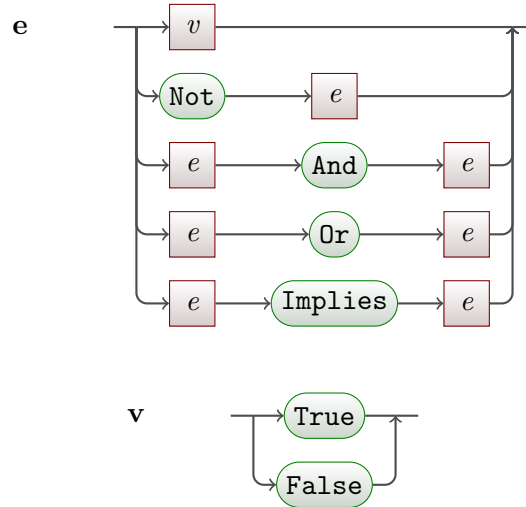 e v
Not e
e And e
e Or e
e Implies e
v True
False